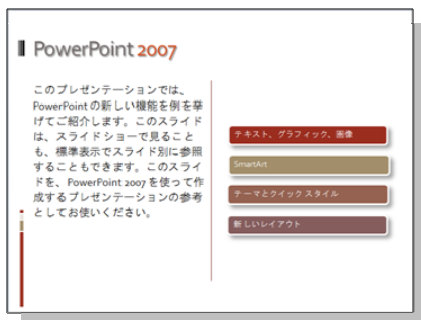 PowerPoint 2007
このプレゼンテーションでは、
PowerPoint の新しい機能を例を挙
げてご紹介します。このスライド
は、スライド ショーで見ること
も、標準表示でスライド別に参照
することもできます。このスライ
ドを、PowerPoint 2007 を使って作
成するプレゼンテーションの参考
としてお使いください。
テキスト、グラフィック、画像
SmartArt
テーマとクイック スタイル
新しいレイアウト